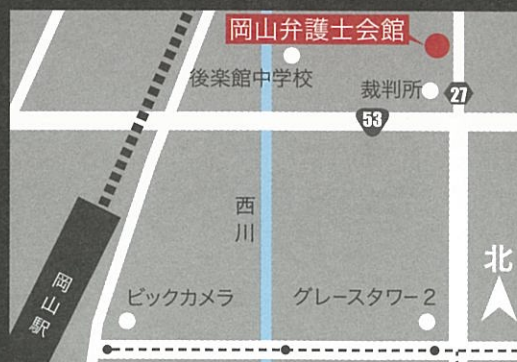 岡山弁護士会館
後楽館中学校
裁判所
27
53
西川
北
岡山駅
ビックカメラ
グレースタワー2